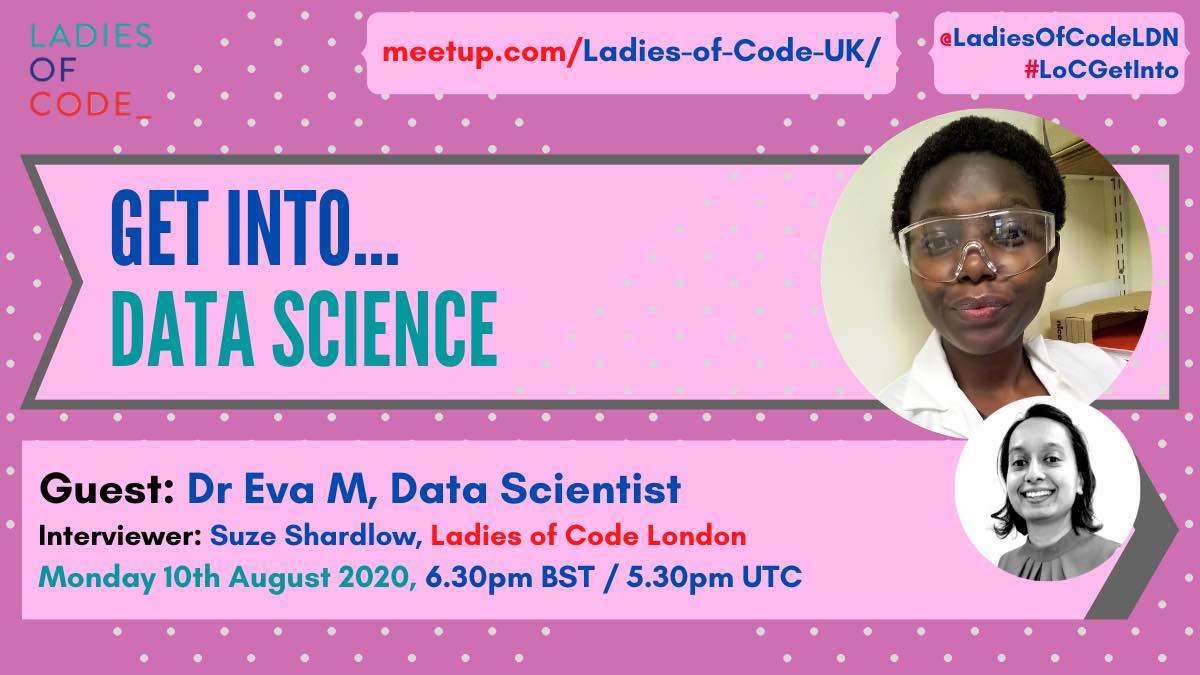 LADIES
OF
CODE_
meetup.com/Ladies-of-Code-UK/
@LadiesOfCodeLDN
#LoCGetInto
GET INTO...
DATA SCIENCE
Guest: Dr Eva M, Data Scientist
Interviewer: Suze Shardlow, Ladies of Code London
Monday 10th August 2020, 6.30pm BST / 5.30pm UTC